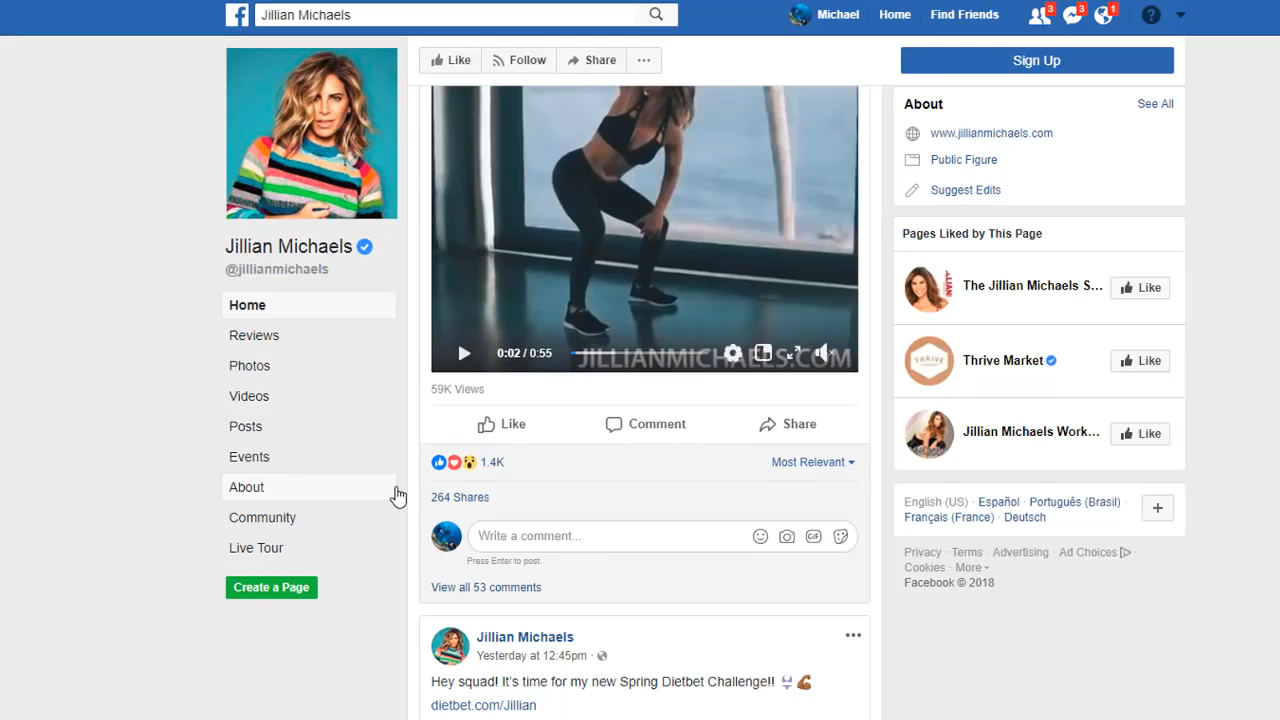 Jillian Michaels
Michael
Home
Find Friends
3
3
1
Like
Follow
Share
Sign Up
Jillian Michaels
@jillianmichaels
Home
Reviews
Photos
Videos
Posts
Events
About
Community
Live Tour
Create a Page
0:02 / 0:55
JILLIANMICHAELS.COM
59K Views
Like
Comment
Share
1.4K
Most Relevant
264 Shares
Write a comment...
GIF
Press Enter to post.
View all 53 comments
Jillian Michaels
Yesterday at 12:45pm ·
Hey squad! It's time for my new Spring Dietbet Challenge!! 👙💪🏾
dietbet.com/Jillian
About
See All
www.jillianmichaels.com
Public Figure
Suggest Edits
Pages Liked by This Page
The Jillian Michaels S...
Like
Thrive Market
Like
Jillian Michaels Work...
Like
English (US) · Español · Português (Brasil) ·
Français (France) · Deutsch
Privacy · Terms · Advertising · Ad Choices ·
Cookies · More
Facebook © 2018